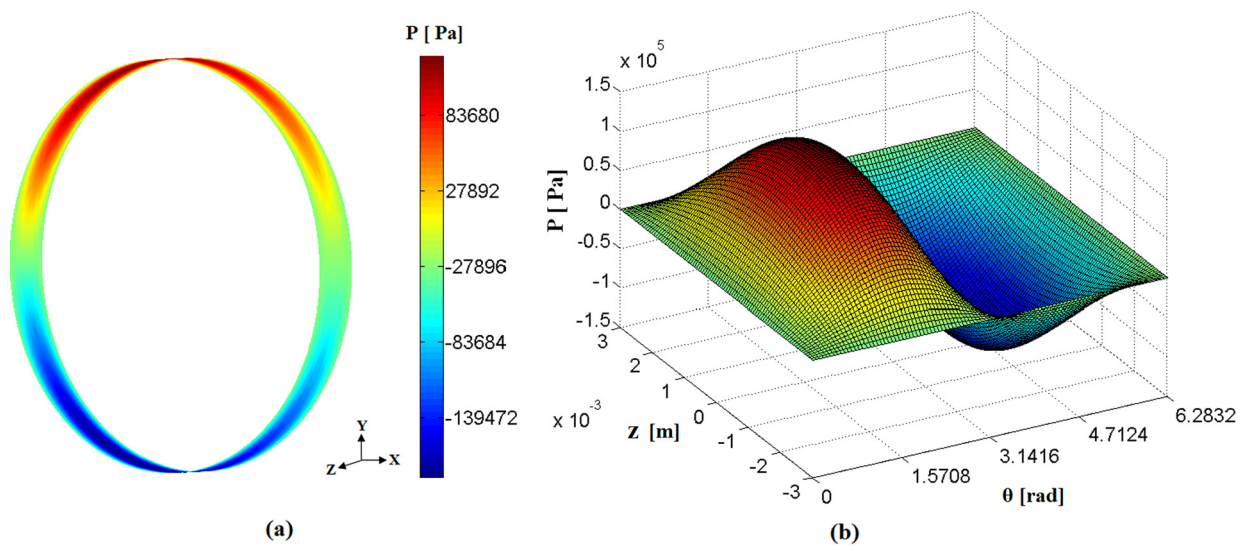 P [ Pa]
83680
27892
-27896
-83684
-139472
Y
Z
X
(a)
x 10^5
1.5
1
0.5
0
-0.5
-1
-1.5
P [ Pa]
3
2
1
0
-1
-2
-3
x 10^-3
Z [m]
0
1.5708
3.1416
4.7124
6.2832
θ [rad]
(b)